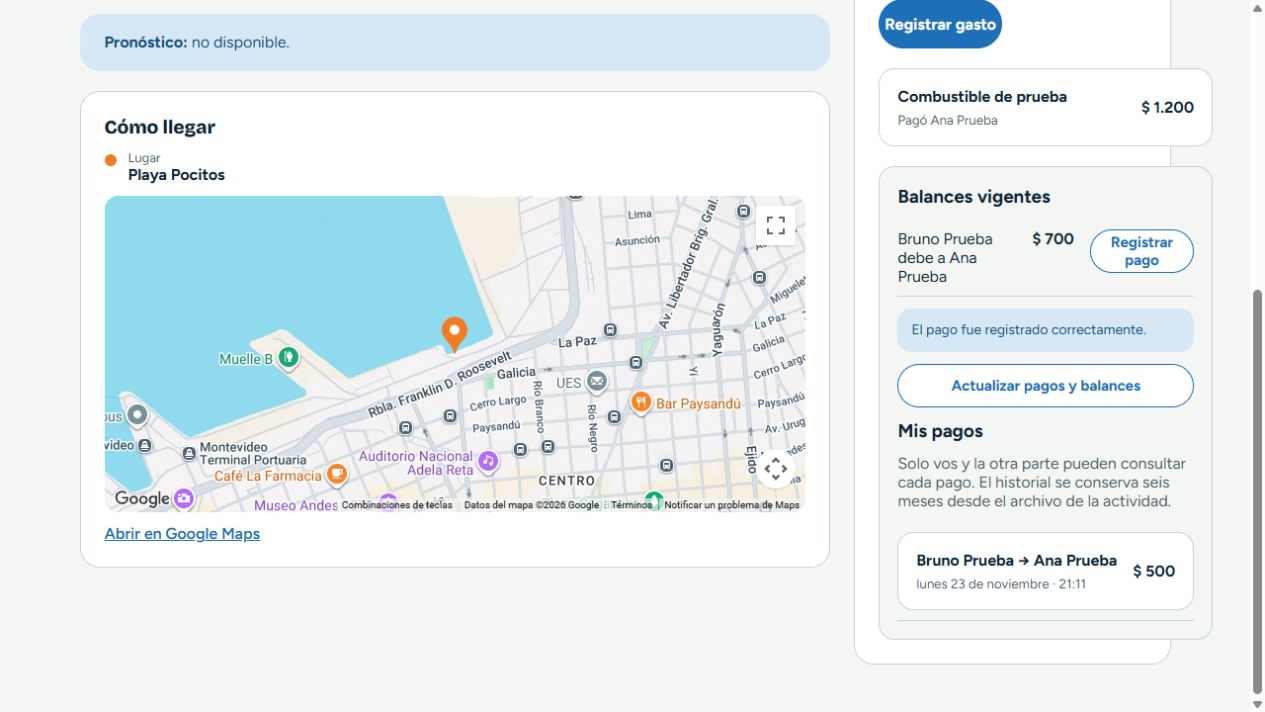 Pronóstico: no disponible.
Cómo llegar
Lugar
Playa Pocitos
Lima
Asunción
Av. Libertador Brig. Gral.
Miguelete
La Paz
La Paz
Galicia
Galicia
Yaguarón
Yí
Cerro Largo
Cerro Largo
Muelle B
Rbla. Franklin D. Roosevelt
UES
Río Branco
Río Negro
Bar Paysandú
Paysandú
Paysandú
Av. Urug
Ejido
Montevideo
Terminal Portuaria
Auditorio Nacional
Adela Reta
Café La Farmacia
CENTRO
Google
Museo Andes
Combinaciones de teclas
Datos del mapa ©2026 Google
Términos
Notificar un problema de Maps
Abrir en Google Maps
Registrar gasto
Combustible de prueba
Pagó Ana Prueba
$ 1.200
Balances vigentes
Bruno Prueba
debe a Ana
Prueba
$ 700
Registrar
pago
El pago fue registrado correctamente.
Actualizar pagos y balances
Mis pagos
Solo vos y la otra parte pueden consultar
cada pago. El historial se conserva seis
meses desde el archivo de la actividad.
Bruno Prueba → Ana Prueba
lunes 23 de noviembre · 21:11
$ 500